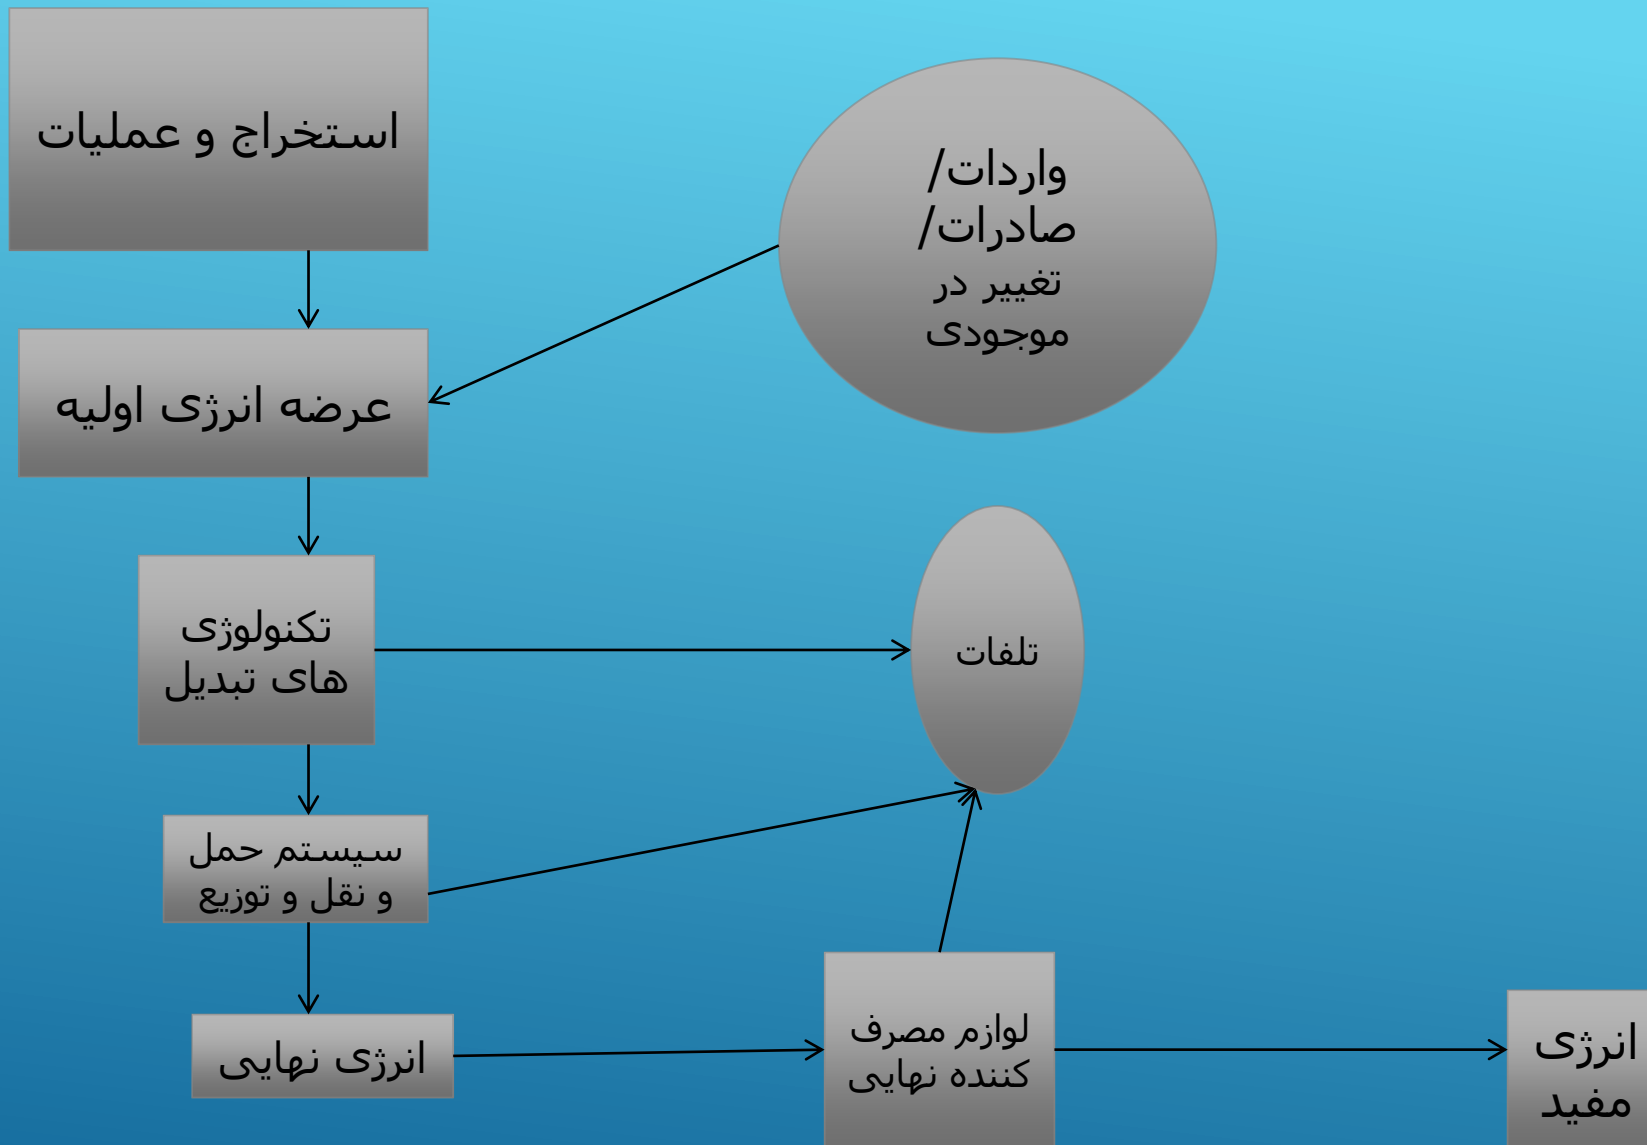 استخراج و عملیات
واردات/
صادرات/
تغییر در
موجودی
عرضه انرژی اولیه
تکنولوژی
های تبدیل
تلفات
سیستم حمل
و نقل و توزیع
انرژی نهایی
لوازم مصرف
کننده نهایی
انرژی
مفید